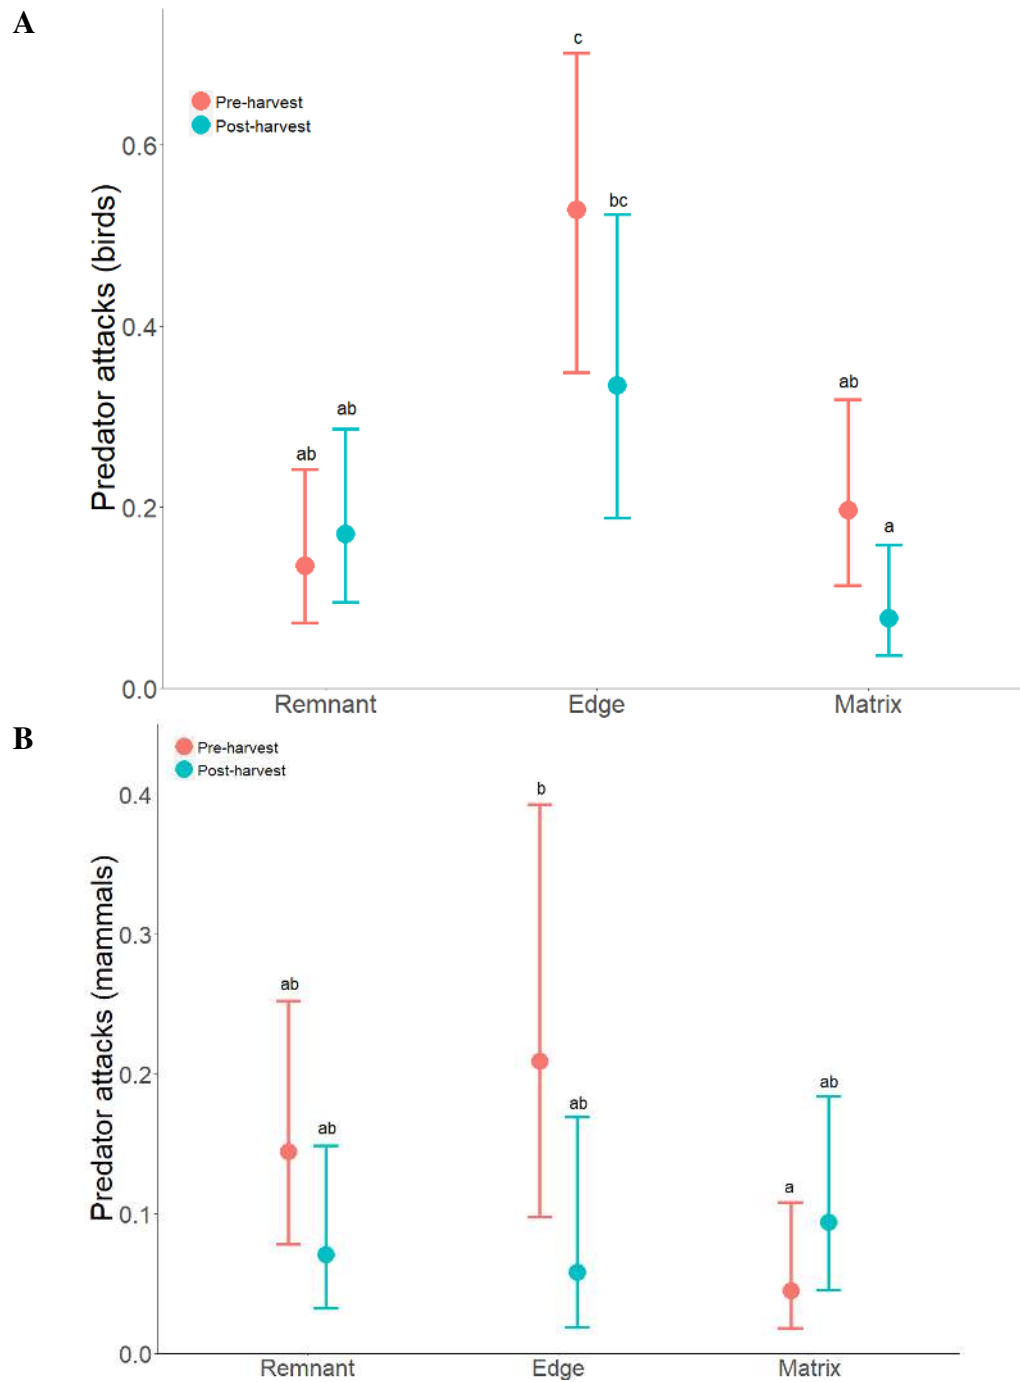 A
Predator attacks (birds)
c
Pre-harvest
Post-harvest
0.6
bc
0.4
ab
ab
ab
0.2
a
0.0
Remnant Edge Matrix
B
Predator attacks (mammals)
Pre-harvest
Post-harvest
b
0.4
0.3
ab
0.2
ab
ab
ab
a
0.1
0.0
Remnant Edge Matrix